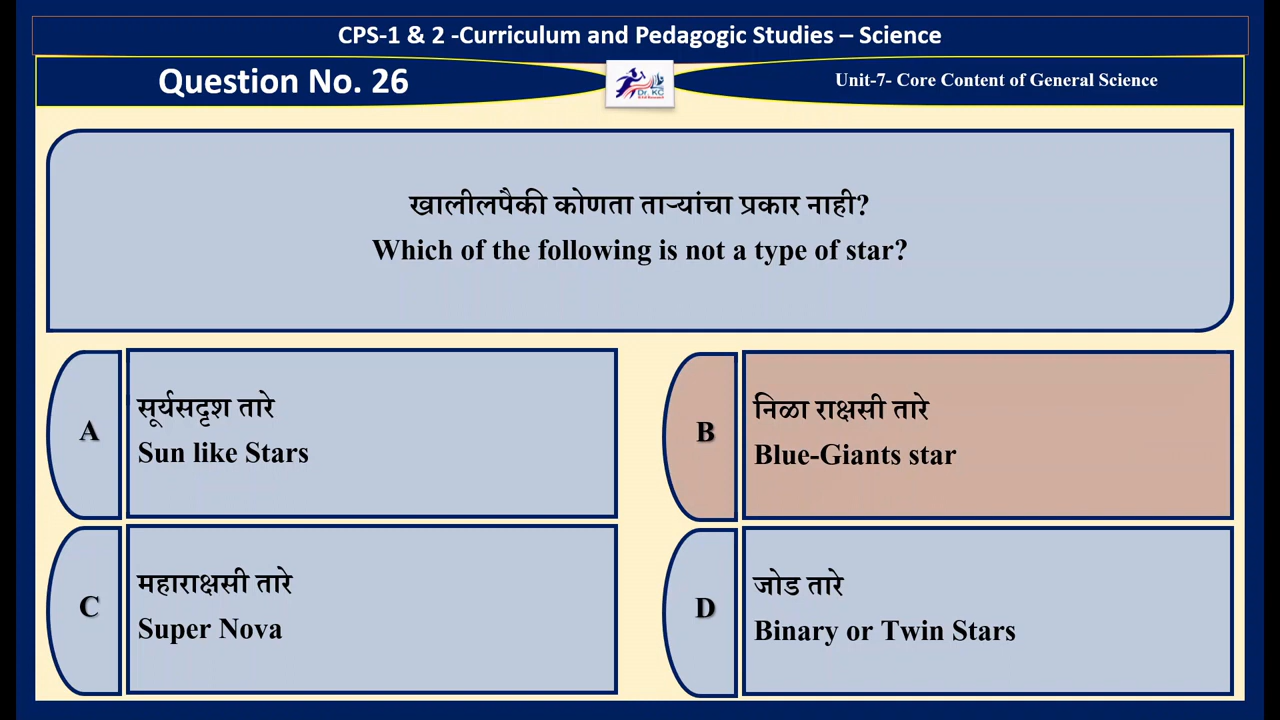 CPS-1 & 2 -Curriculum and Pedagogic Studies – Science
Question No. 26
Dr. KC
Unit-7- Core Content of General Science
खालीलपैकी कोणता ताऱ्यांचा प्रकार नाही?
Which of the following is not a type of star?
A
सूर्यसदृश तारे
Sun like Stars
B
निळा राक्षसी तारे
Blue-Giants star
C
महाराक्षसी तारे
Super Nova
D
जोड तारे
Binary or Twin Stars